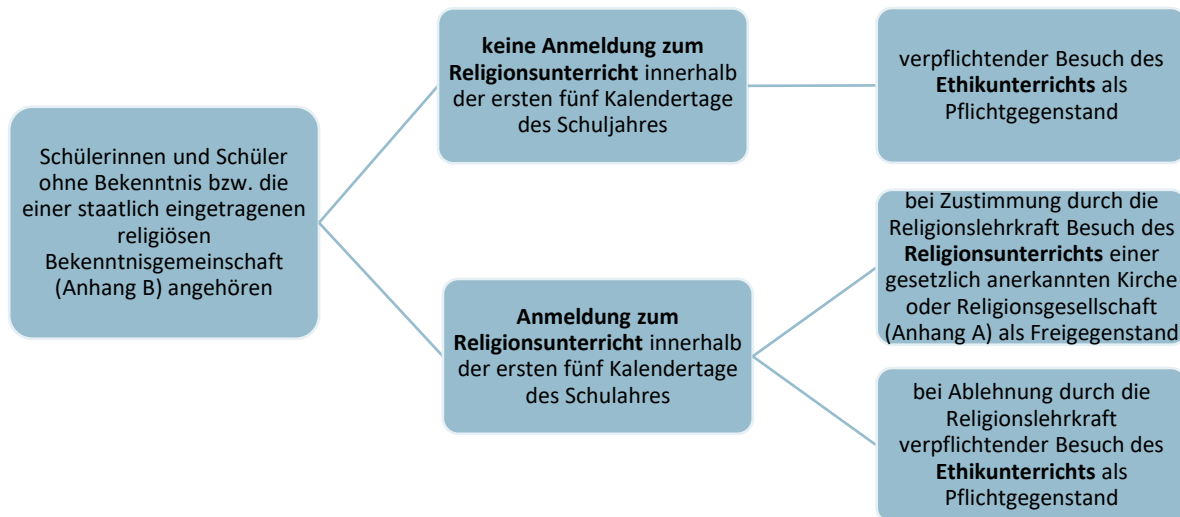 Schülerinnen und Schüler
ohne Bekenntnis bzw. die
einer staatlich eingetragenen
religiösen
Bekenntnisgemeinschaft
(Anhang B) angehören
keine Anmeldung zum
Religionsunterricht innerhalb
der ersten fünf Kalendertage
des Schuljahres
verpflichtender Besuch des
Ethikunterrichts als
Pflichtgegenstand
Anmeldung zum
Religionsunterricht innerhalb
der ersten fünf Kalendertage
des Schulahres
bei Zustimmung durch die
Religionslehrkraft Besuch des
Religionsunterrichts einer
gesetzlich anerkannten Kirche
oder Religionsgesellschaft
(Anhang A) als Freigegenstand
bei Ablehnung durch die
Religionslehrkraft
verpflichtender Besuch des
Ethikunterrichts als
Pflichtgegenstand